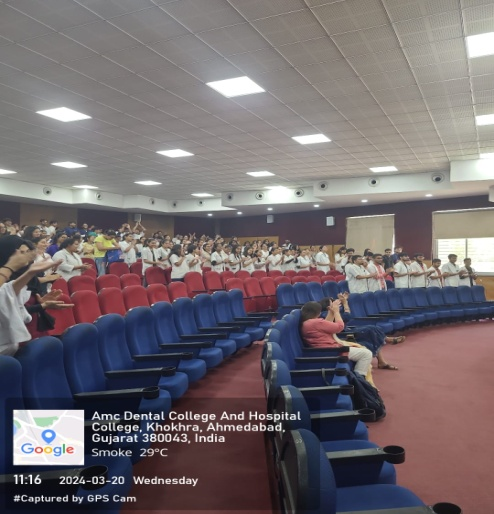 Amc Dental College And Hospital
College, Khokhra, Ahmedabad,
Gujarat 380043, India
Google
Smoke 29°C
11:16 2024-03-20 Wednesday
#Captured by GPS Cam